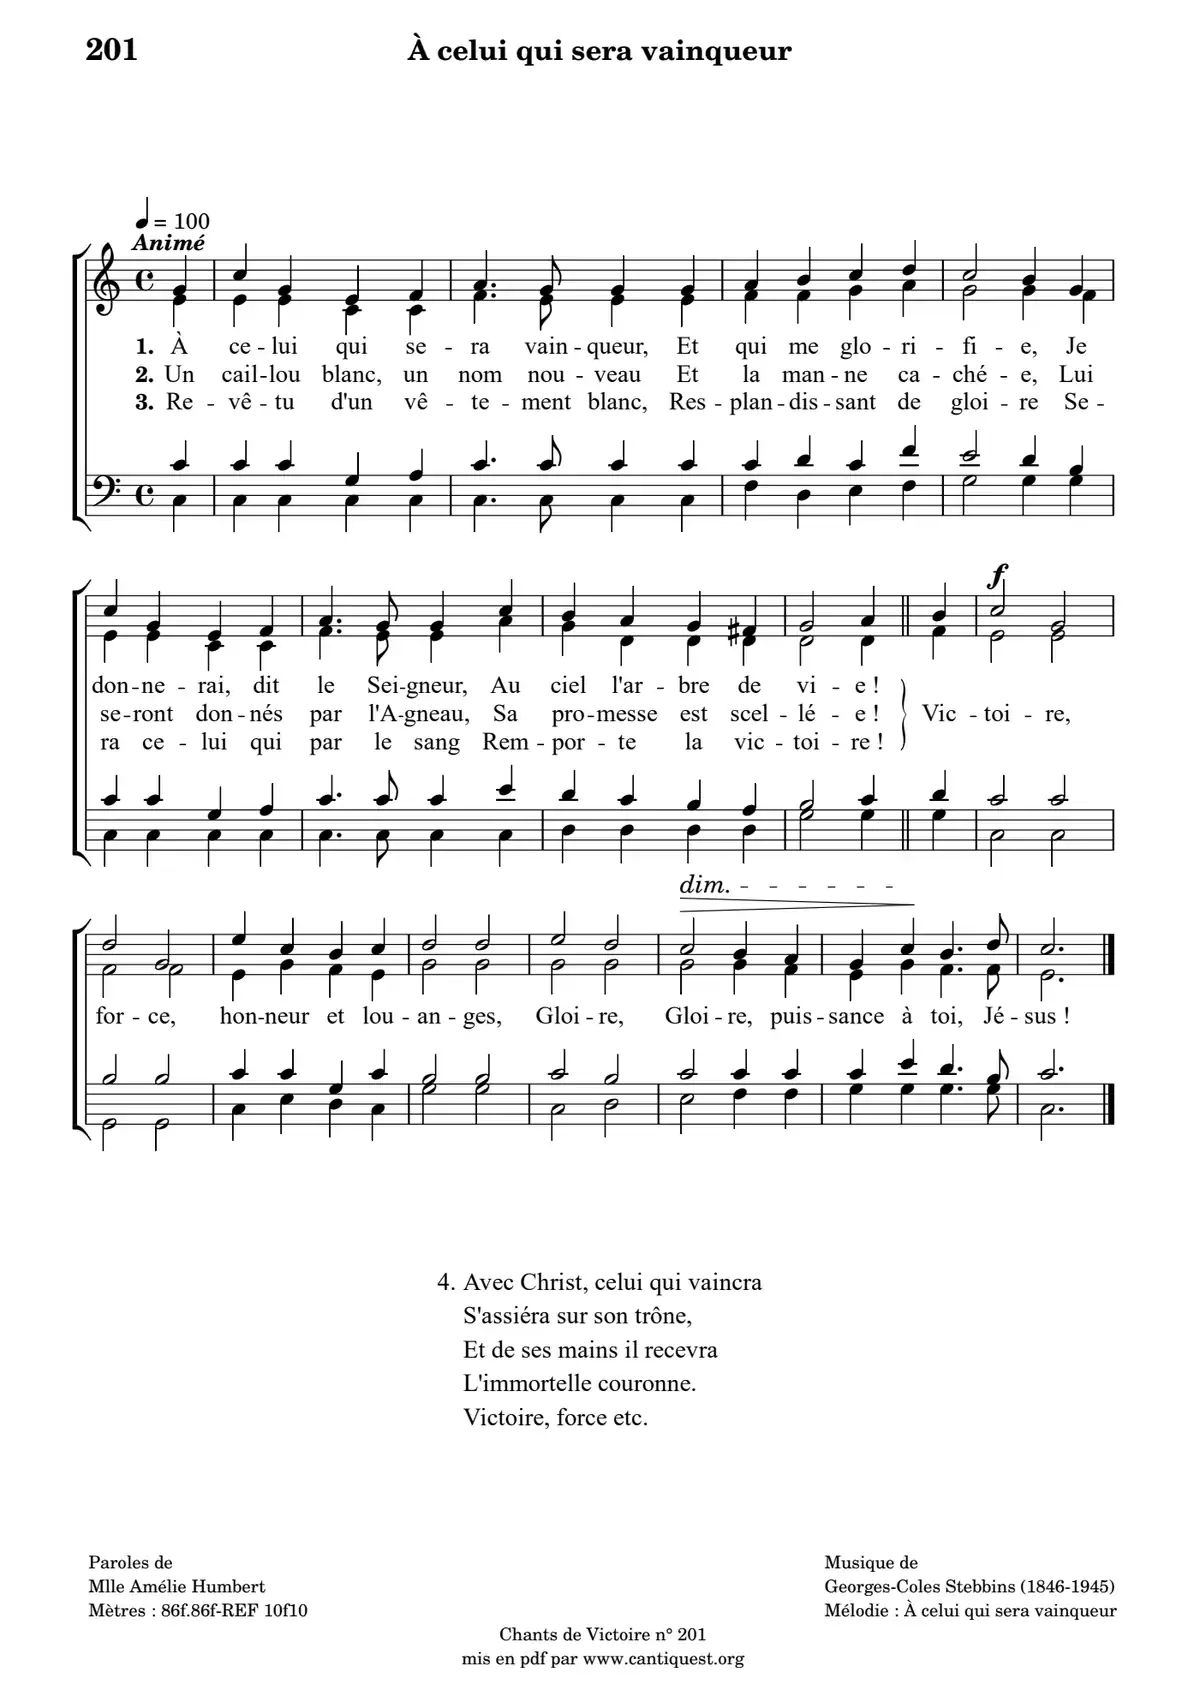 201 À celui qui sera vainqueur
= 100
Animé
1. À ce - lui qui se - ra vain - queur, Et qui me glo - ri - fi - e, Je
2. Un cail - lou blanc, un nom nou - veau Et la man - ne ca - ché - e, Lui
3. Re - vê - tu d'un vê - te - ment blanc, Res - plan - dis - sant de gloi - re Se -
f
don - ne - rai, dit le Sei - gneur, Au ciel l'ar - bre de vi - e !
se - ront don - nés par l'A - gneau, Sa pro - messe est scel - lé - e ! Vic - toi - re,
ra ce - lui qui par le sang Rem - por - te la vic - toi - re !
dim. - - - - - -
for - ce, hon - neur et lou - an - ges, Gloi - re, Gloi - re, puis - sance à toi, Jé - sus !
4. Avec Christ, celui qui vaincra
S'assiéra sur son trône,
Et de ses mains il recevra
L'immortelle couronne.
Victoire, force etc.
Paroles de
Mlle Amélie Humbert
Mètres : 86f.86f-REF 10f10
Musique de
Georges-Coles Stebbins (1846-1945)
Mélodie : À celui qui sera vainqueur
Chants de Victoire n° 201
mis en pdf par www.cantiquest.org